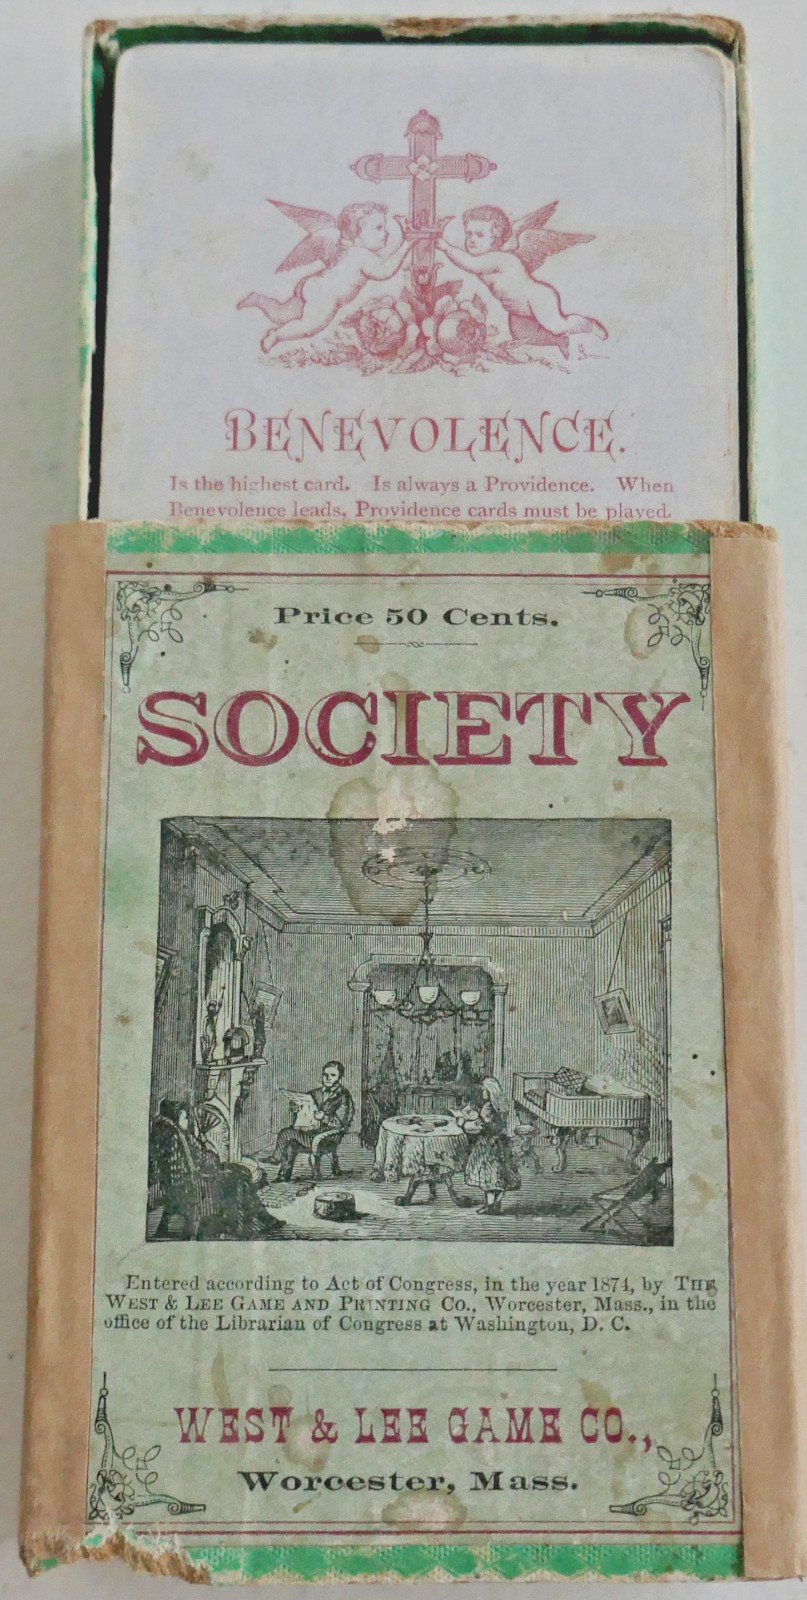 BENEVOLENCE.
Is the highest card. Is always a Providence. When
Benevolence leads, Providence cards must be played.
Price 50 Cents.
SOCIETY
Entered according to Act of Congress, in the year 1874, by THE
WEST & LEE GAME AND PRINTING CO., Worcester, Mass., in the
office of the Librarian of Congress at Washington, D. C.
WEST & LEE GAME CO.,
Worcester, Mass.